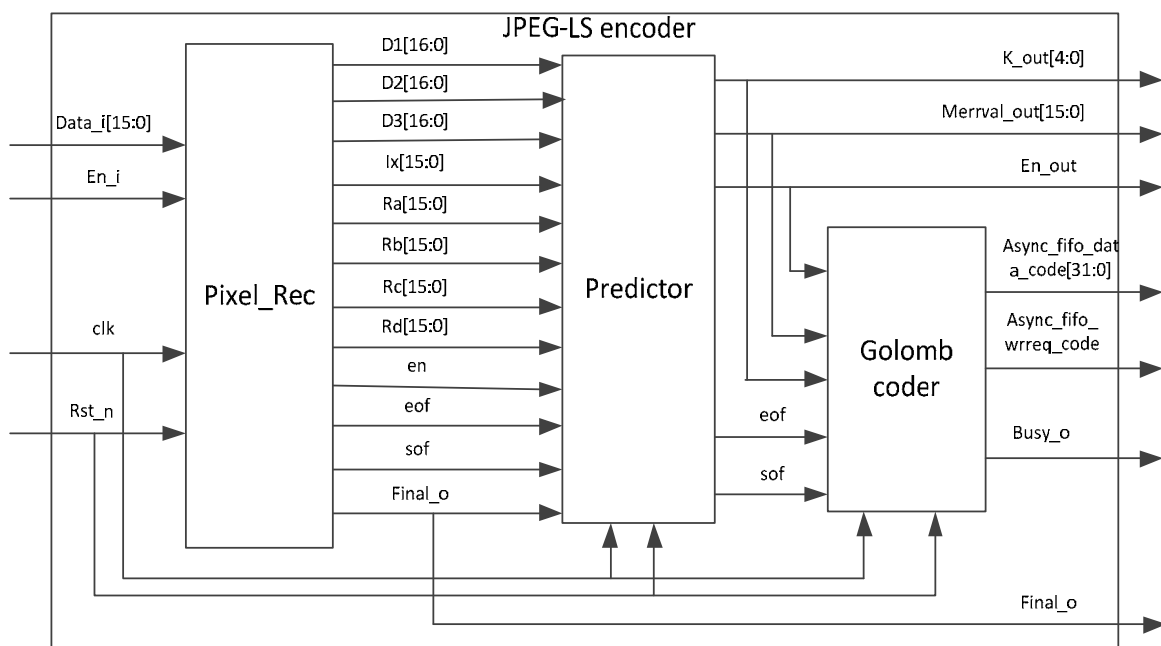 JPEG-LS encoder
Data_i[15:0]
En_i
clk
Rst_n
Pixel_Rec
D1[16:0]
D2[16:0]
D3[16:0]
Ix[15:0]
Ra[15:0]
Rb[15:0]
Rc[15:0]
Rd[15:0]
en
eof
sof
Final_o
Predictor
eof
sof
Golomb
coder
K_out[4:0]
Merrval_out[15:0]
En_out
Async_fifo_dat
a_code[31:0]
Async_fifo_
wrreq_code
Busy_o
Final_o